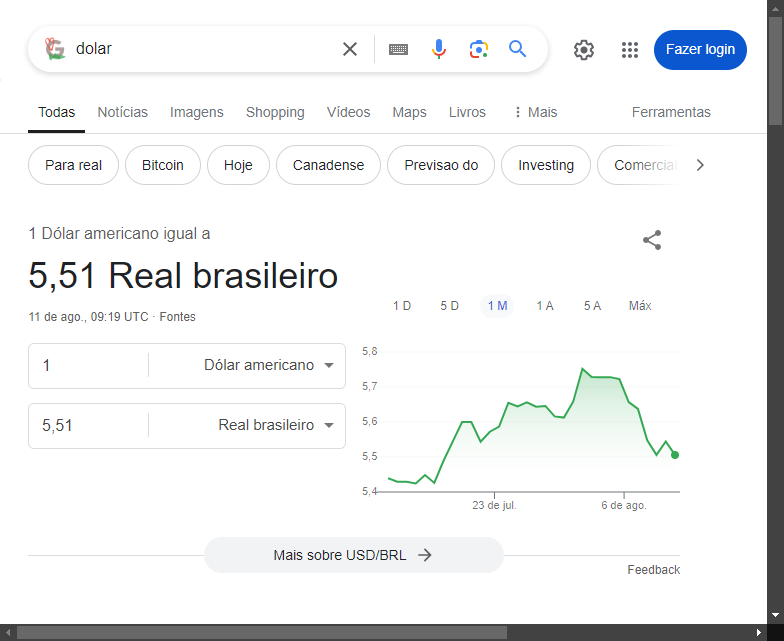 dolar
Fazer login
Todas Notícias Imagens Shopping Vídeos Maps Livros Mais Ferramentas
Para real Bitcoin Hoje Canadense Previsao do Investing Comercial
1 Dólar americano igual a
5,51 Real brasileiro
11 de ago., 09:19 UTC · Fontes
1 D 5 D 1 M 1 A 5 A Máx
1 Dólar americano
5,51 Real brasileiro
5,8
5,7
5,6
5,5
5,4
23 de jul. 6 de ago.
Mais sobre USD/BRL
Feedback